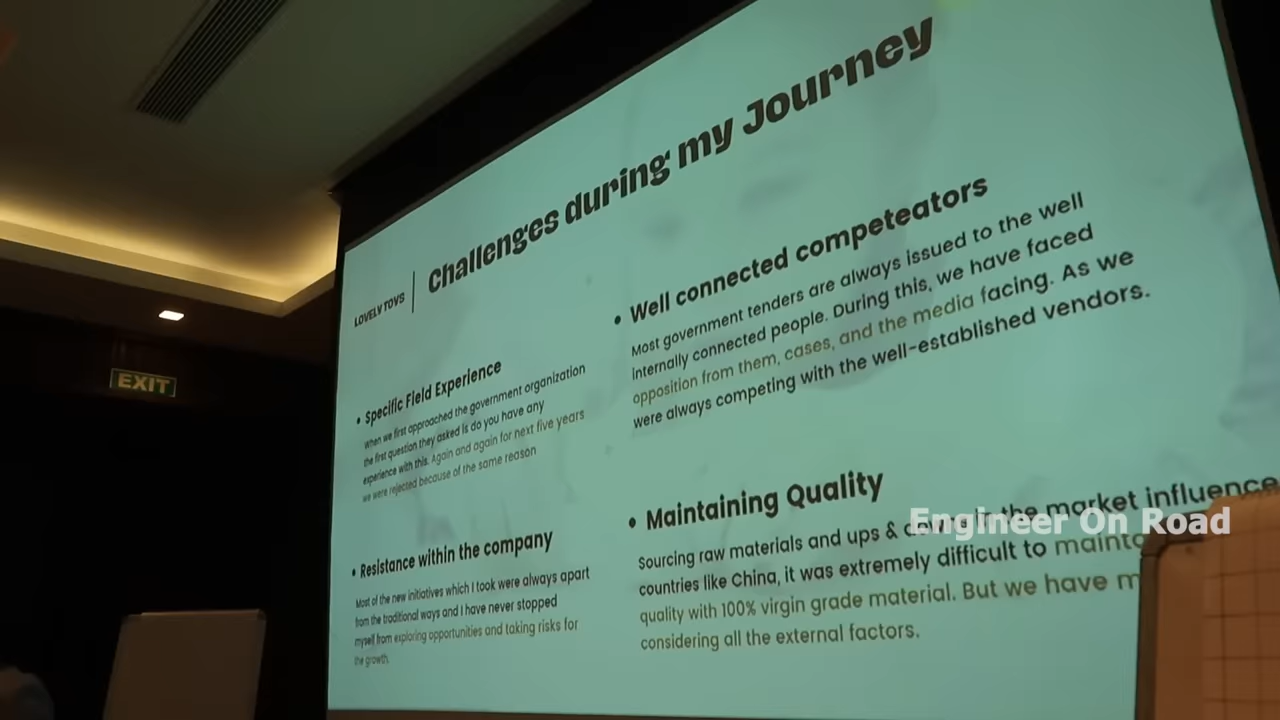 Challenges during my Journey
LOVELY TOYS
• Specific Field Experience
When we first approached the government organization
the first question they asked is do you have any
experience with this. Again and again for next five years
we were rejected because of the same reason
• Resistance within the company
Most of the new initiatives which I took were always apart
from the traditional ways and I have never stopped
myself from exploring opportunities and taking risks for
the growth.
• Well connected competeators
Most government tenders are always issued to the well
internally connected people. During this, we have faced
opposition from them, cases, and the media facing. As we
were always competing with the well-established vendors.
• Maintaining Quality
Sourcing raw materials and ups & downs in the market influence
countries like China, it was extremely difficult to
quality with 100% virgin grade material. But we have
considering all the external factors.
Engineer On Road
EXIT